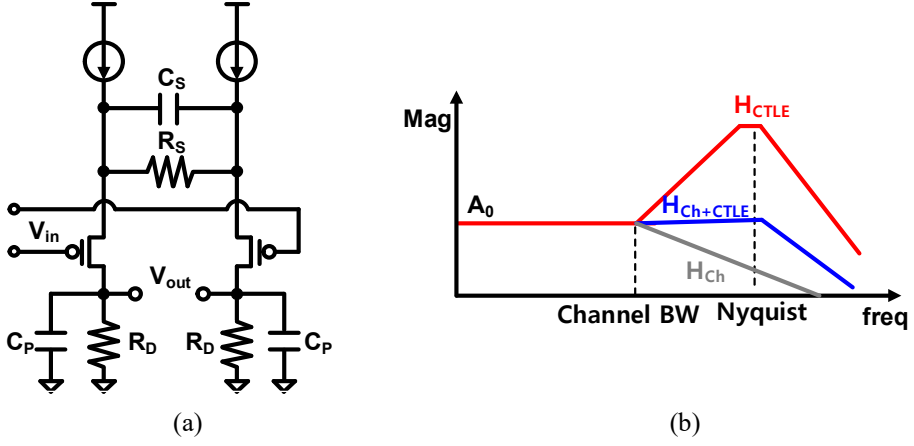 C_S
R_S
V_in
V_out
C_P
R_D
R_D
C_P
(a)
Mag
H_CTLE
A_0
H_Ch+CTLE
H_Ch
Channel BW
Nyquist
freq
(b)